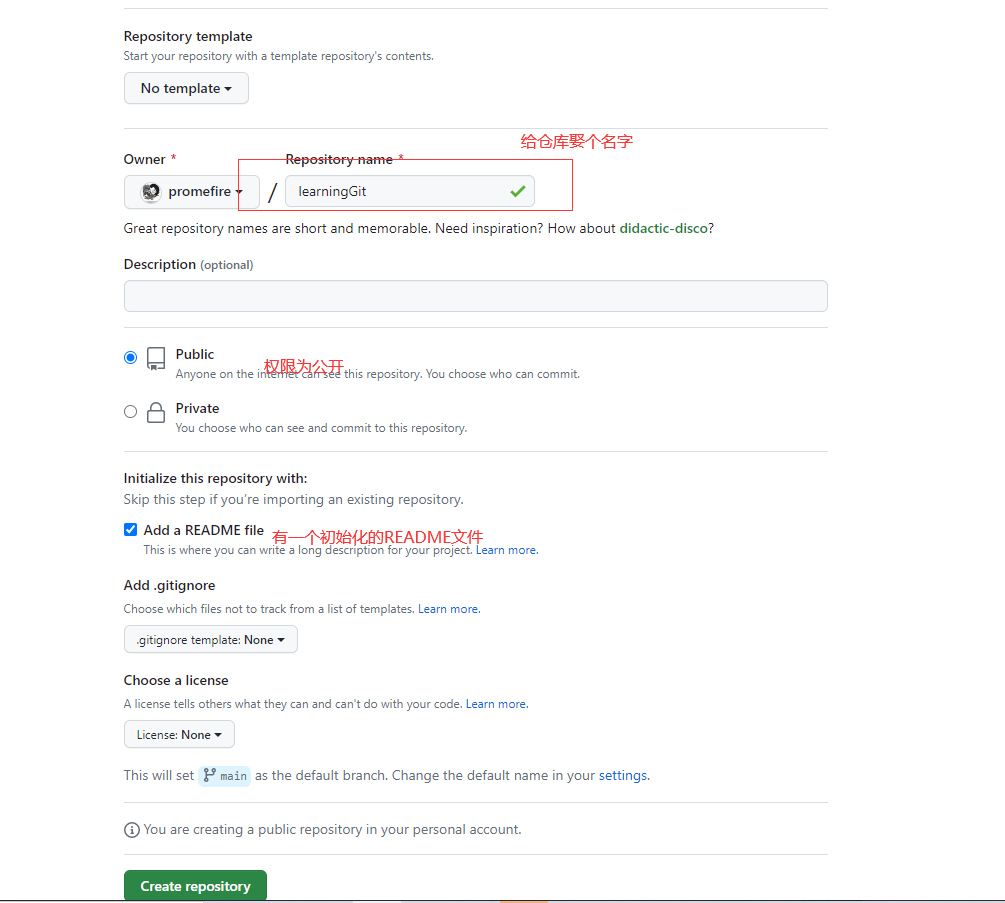 Repository template
Start your repository with a template repository's contents.
No template
给仓库娶个名字
Owner * Repository name *
promefire / learningGit
Great repository names are short and memorable. Need inspiration? How about didactic-disco?
Description (optional)
Public
权限为公开
Anyone on the internet can see this repository. You choose who can commit.
Private
You choose who can see and commit to this repository.
Initialize this repository with:
Skip this step if you're importing an existing repository.
Add a README file
有一个初始化的README文件
This is where you can write a long description for your project. Learn more.
Add .gitignore
Choose which files not to track from a list of templates. Learn more.
.gitignore template: None
Choose a license
A license tells others what they can and can't do with your code. Learn more.
License: None
This will set main as the default branch. Change the default name in your settings.
You are creating a public repository in your personal account.
Create repository